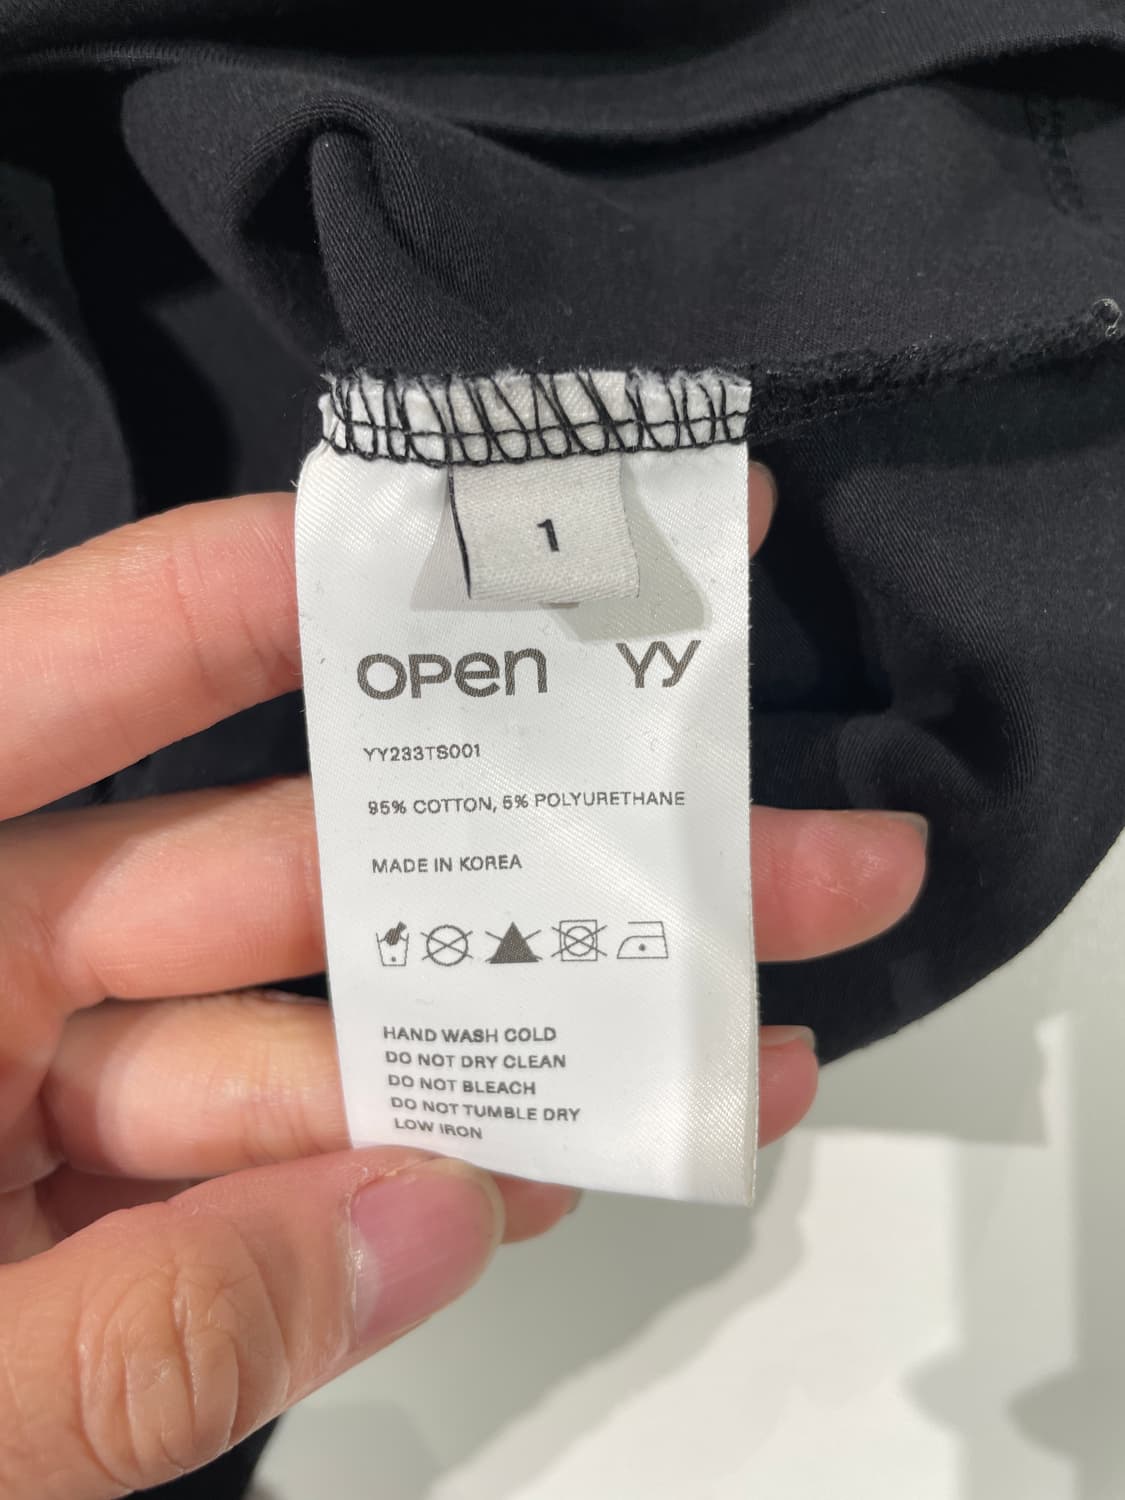 1
OPEN YY
YY233TS001
95% COTTON, 5% POLYURETHANE
MADE IN KOREA
HAND WASH COLD
DO NOT DRY CLEAN
DO NOT BLEACH
DO NOT TUMBLE DRY
LOW IRON